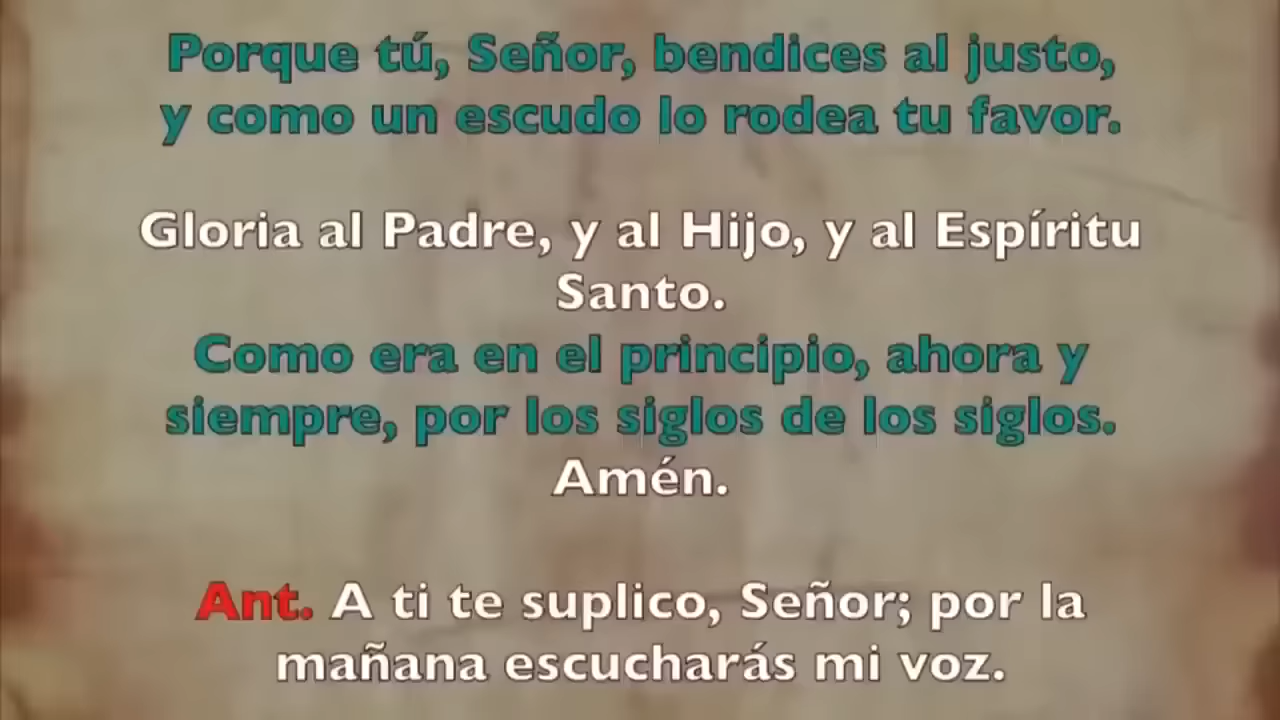 Porque tú, Señor, bendices al justo,
y como un escudo lo rodea tu favor.
Gloria al Padre, y al Hijo, y al Espíritu
Santo.
Como era en el principio, ahora y
siempre, por los siglos de los siglos.
Amén.
Ant. A ti te suplico, Señor; por la
mañana escucharás mi voz.